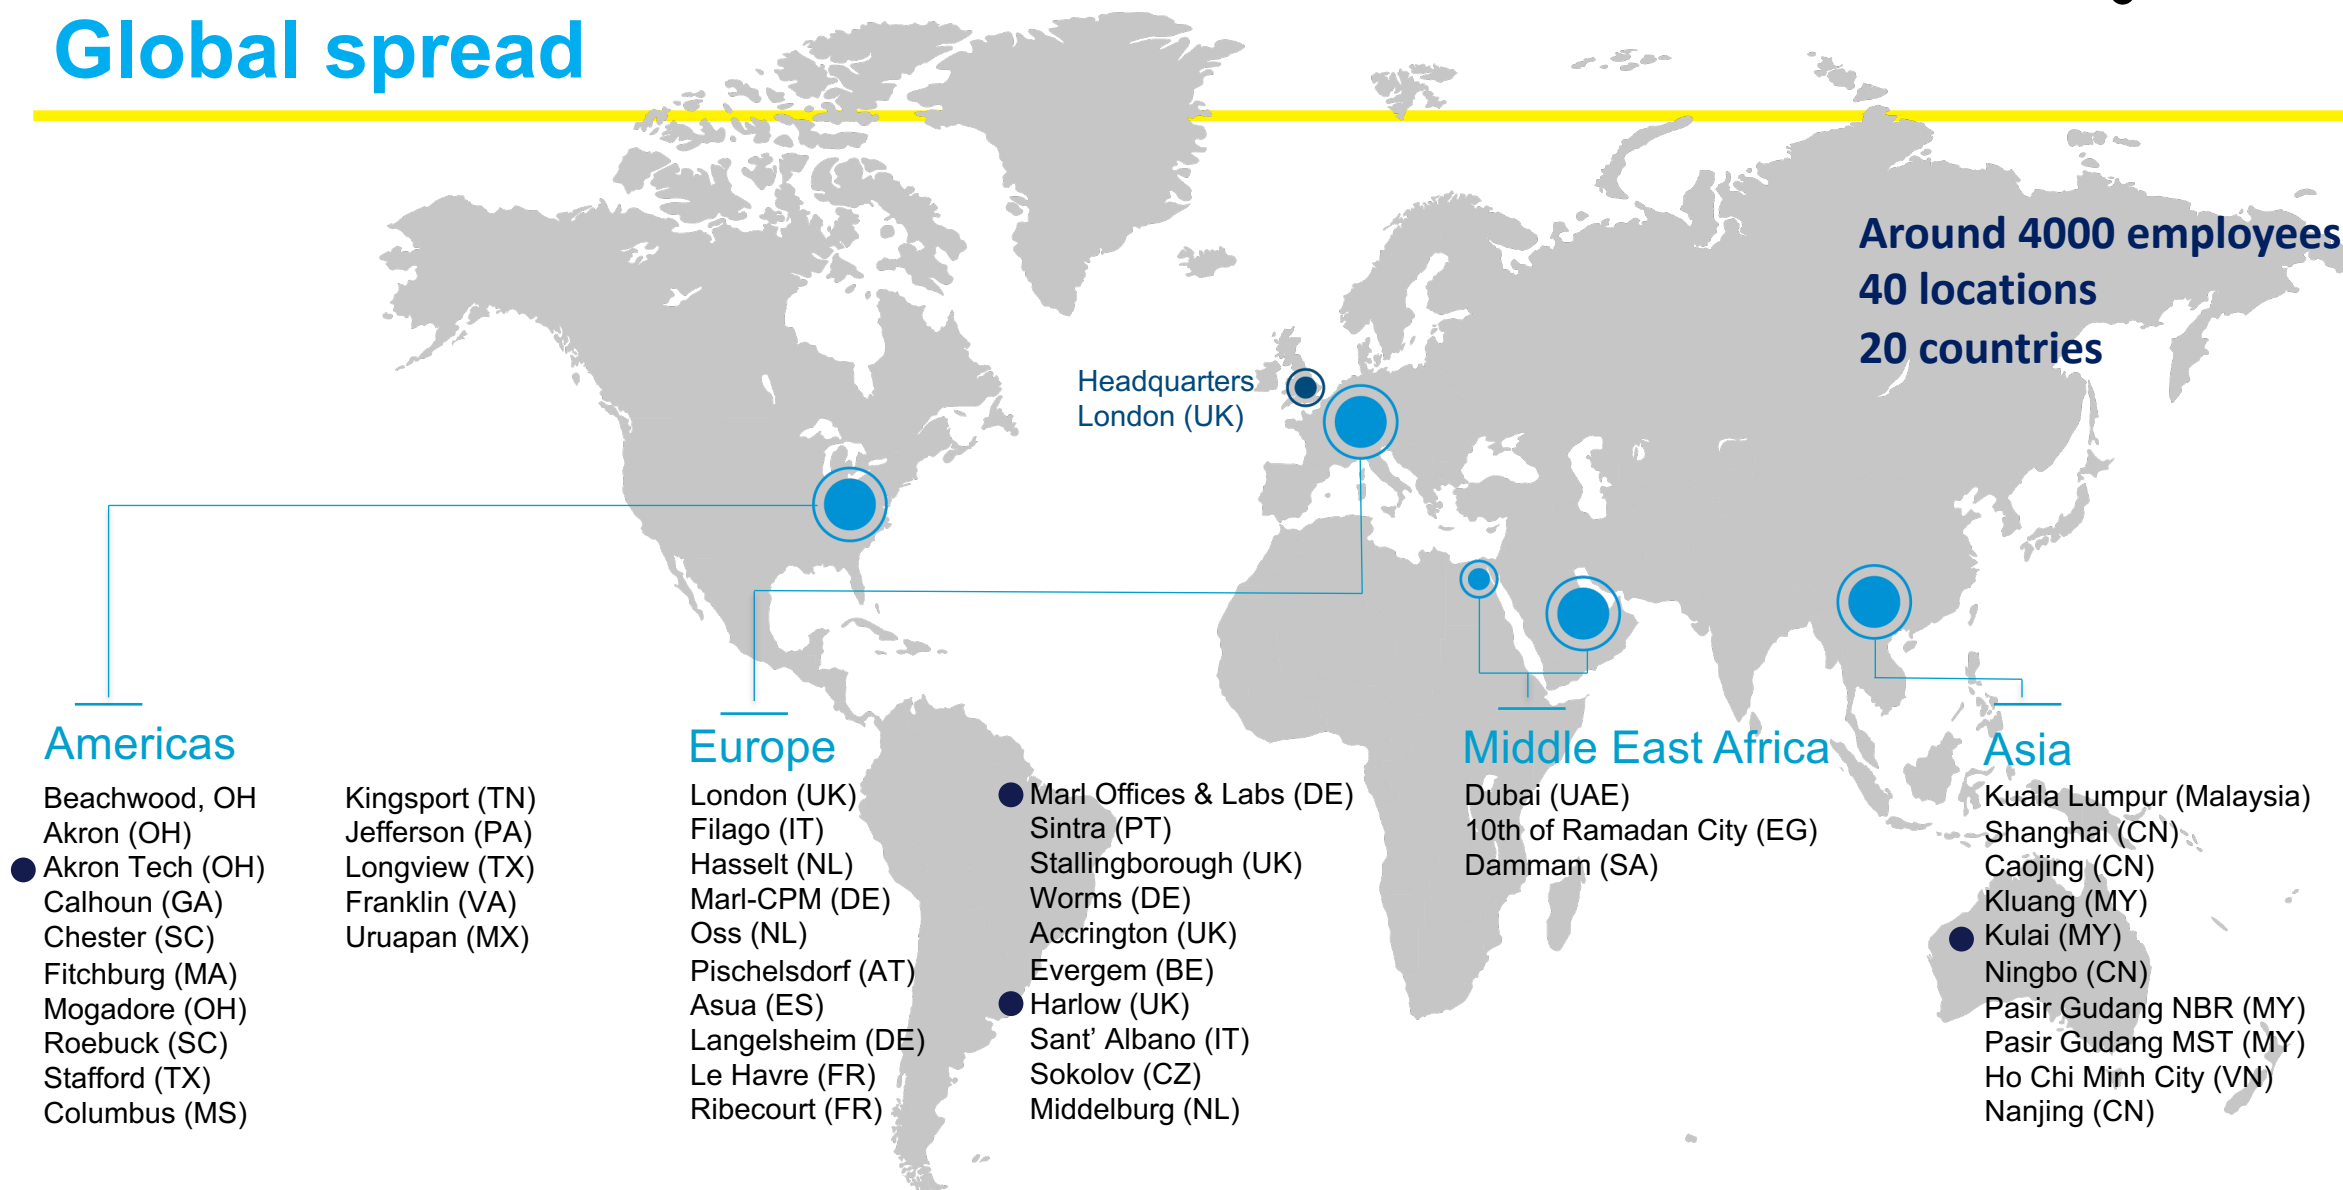 Global spread
Around 4000 employees
40 locations
20 countries
Headquarters
London (UK)
Americas
Beachwood, OH
Akron (OH)
Akron Tech (OH)
Calhoun (GA)
Chester (SC)
Fitchburg (MA)
Mogadore (OH)
Roebuck (SC)
Stafford (TX)
Columbus (MS)
Kingsport (TN)
Jefferson (PA)
Longview (TX)
Franklin (VA)
Uruapan (MX)
Europe
London (UK)
Filago (IT)
Hasselt (NL)
Marl-CPM (DE)
Oss (NL)
Pischelsdorf (AT)
Asua (ES)
Langelsheim (DE)
Le Havre (FR)
Ribecourt (FR)
Marl Offices & Labs (DE)
Sintra (PT)
Stallingborough (UK)
Worms (DE)
Accrington (UK)
Evergem (BE)
Harlow (UK)
Sant' Albano (IT)
Sokolov (CZ)
Middelburg (NL)
Middle East Africa
Dubai (UAE)
10th of Ramadan City (EG)
Dammam (SA)
Asia
Kuala Lumpur (Malaysia)
Shanghai (CN)
Caojing (CN)
Kluang (MY)
Kulai (MY)
Ningbo (CN)
Pasir Gudang NBR (MY)
Pasir Gudang MST (MY)
Ho Chi Minh City (VN)
Nanjing (CN)